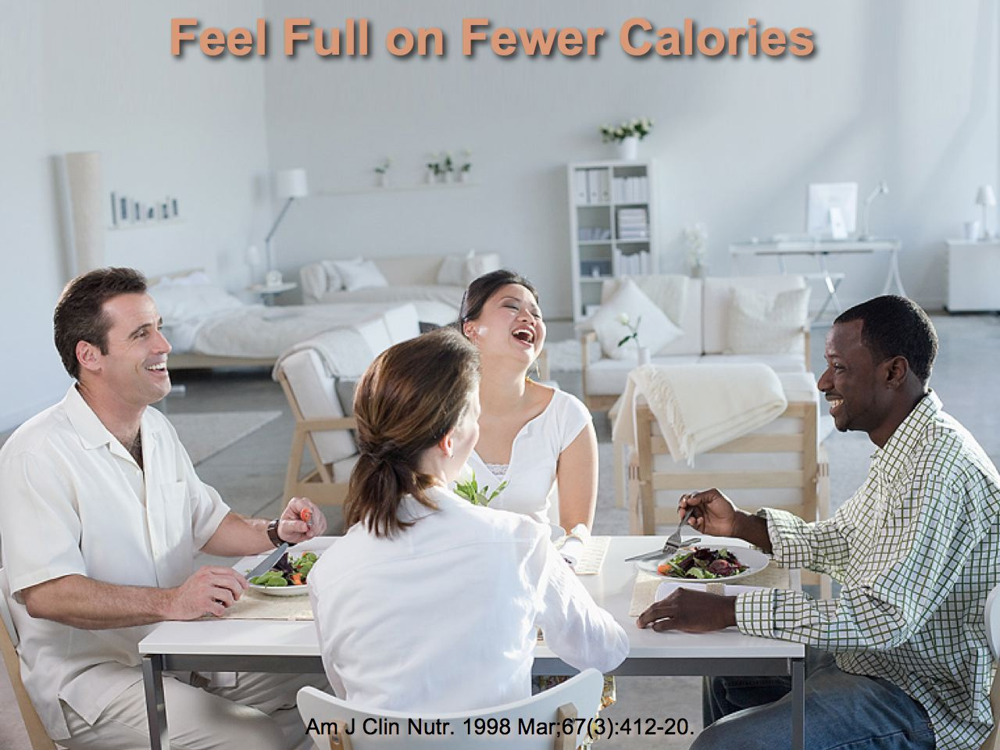 Feel Full on Fewer Calories
Am J Clin Nutr. 1998 Mar;67(3):412-20.